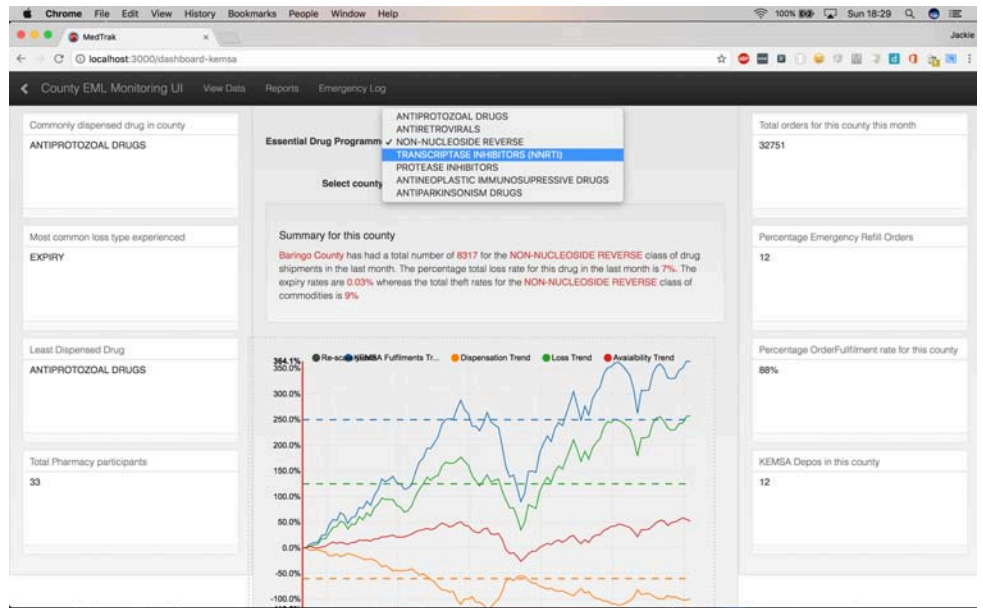 Chrome File Edit View History Bookmarks People Window Help
100% Sun 18:29
MedTrak
Jackie
localhost:3000/dashboard-kemsa
County EML Monitoring UI View Data Reports Emergency Log
Commonly dispensed drug in county
ANTIPROTOZOAL DRUGS
Most common loss type experienced
EXPIRY
Least Dispensed Drug
ANTIPROTOZOAL DRUGS
Total Pharmacy participants
33
Essential Drug Programm
ANTIPROTOZOAL DRUGS
ANTIRETROVIRALS
✓ NON-NUCLEOSIDE REVERSE
TRANSCRIPTASE INHIBITORS (NNRTI)
PROTEASE INHIBITORS
ANTINEOPLASTIC IMMUNOSUPRESSIVE DRUGS
ANTIPARKINSONISM DRUGS
Select county
Summary for this county
Baringo County has had a total number of 8317 for the NON-NUCLEOSIDE REVERSE class of drug
shipments in the last month. The percentage total loss rate for this drug in the last month is 7%. The
expiry rates are 0.03% whereas the total theft rates for the NON-NUCLEOSIDE REVERSE class of
commodities is 9%
KEMSA Fulfilments Tr... Dispensation Trend Loss Trend Avaialbility Trend
364.1%
350.0%
300.0%
250.0%
200.0%
150.0%
100.0%
50.0%
0.0%
-50.0%
-100.0%
Total orders for this county this month
32751
Percentage Emergency Refill Orders
12
Percentage OrderFullfilment rate for this county
88%
KEMSA Depos in this county
12